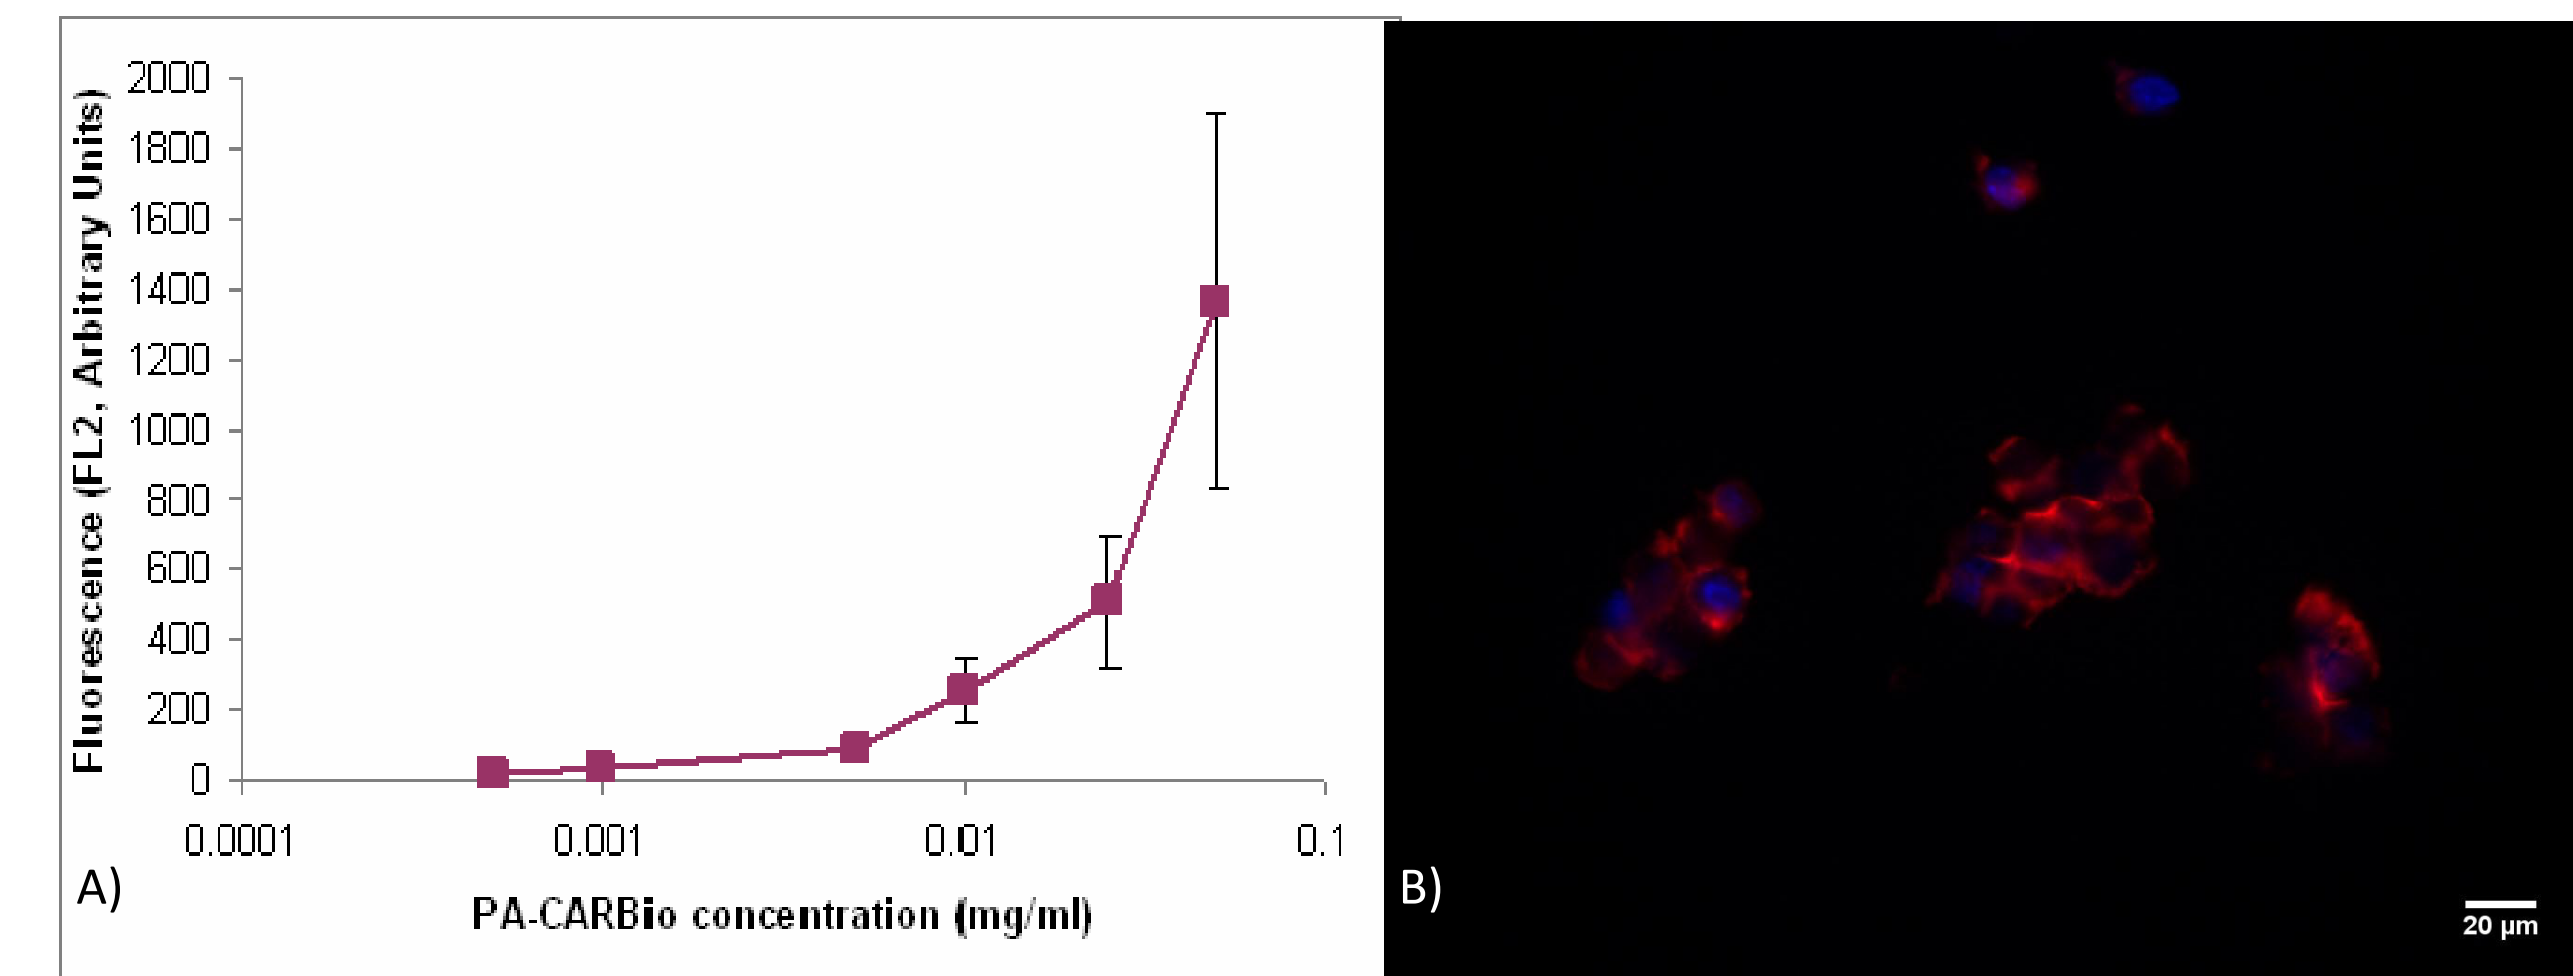 Fluorescence (FL2, Arbitrary Units)
2000
1800
1600
1400
1200
1000
800
600
400
200
0
0.0001 0.001 0.01 0.1
PA-CARBio concentration (mg/ml)
A)
B)
20 µm